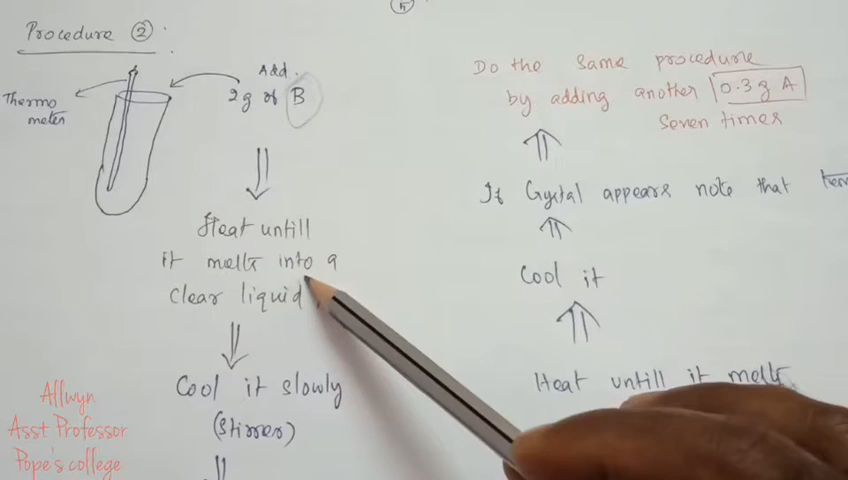 5
Procedure 2
Thermo
meter
Add.
2g of B
Heat untill
it melts into a
clear liquid
Cool it slowly
(Stirrer)
Do the same procedure
by adding another 0.3 g A
Seven times
If Crystal appears note that
Cool it
Heat untill it melts
Allwyn
Asst Professor
Pope's college